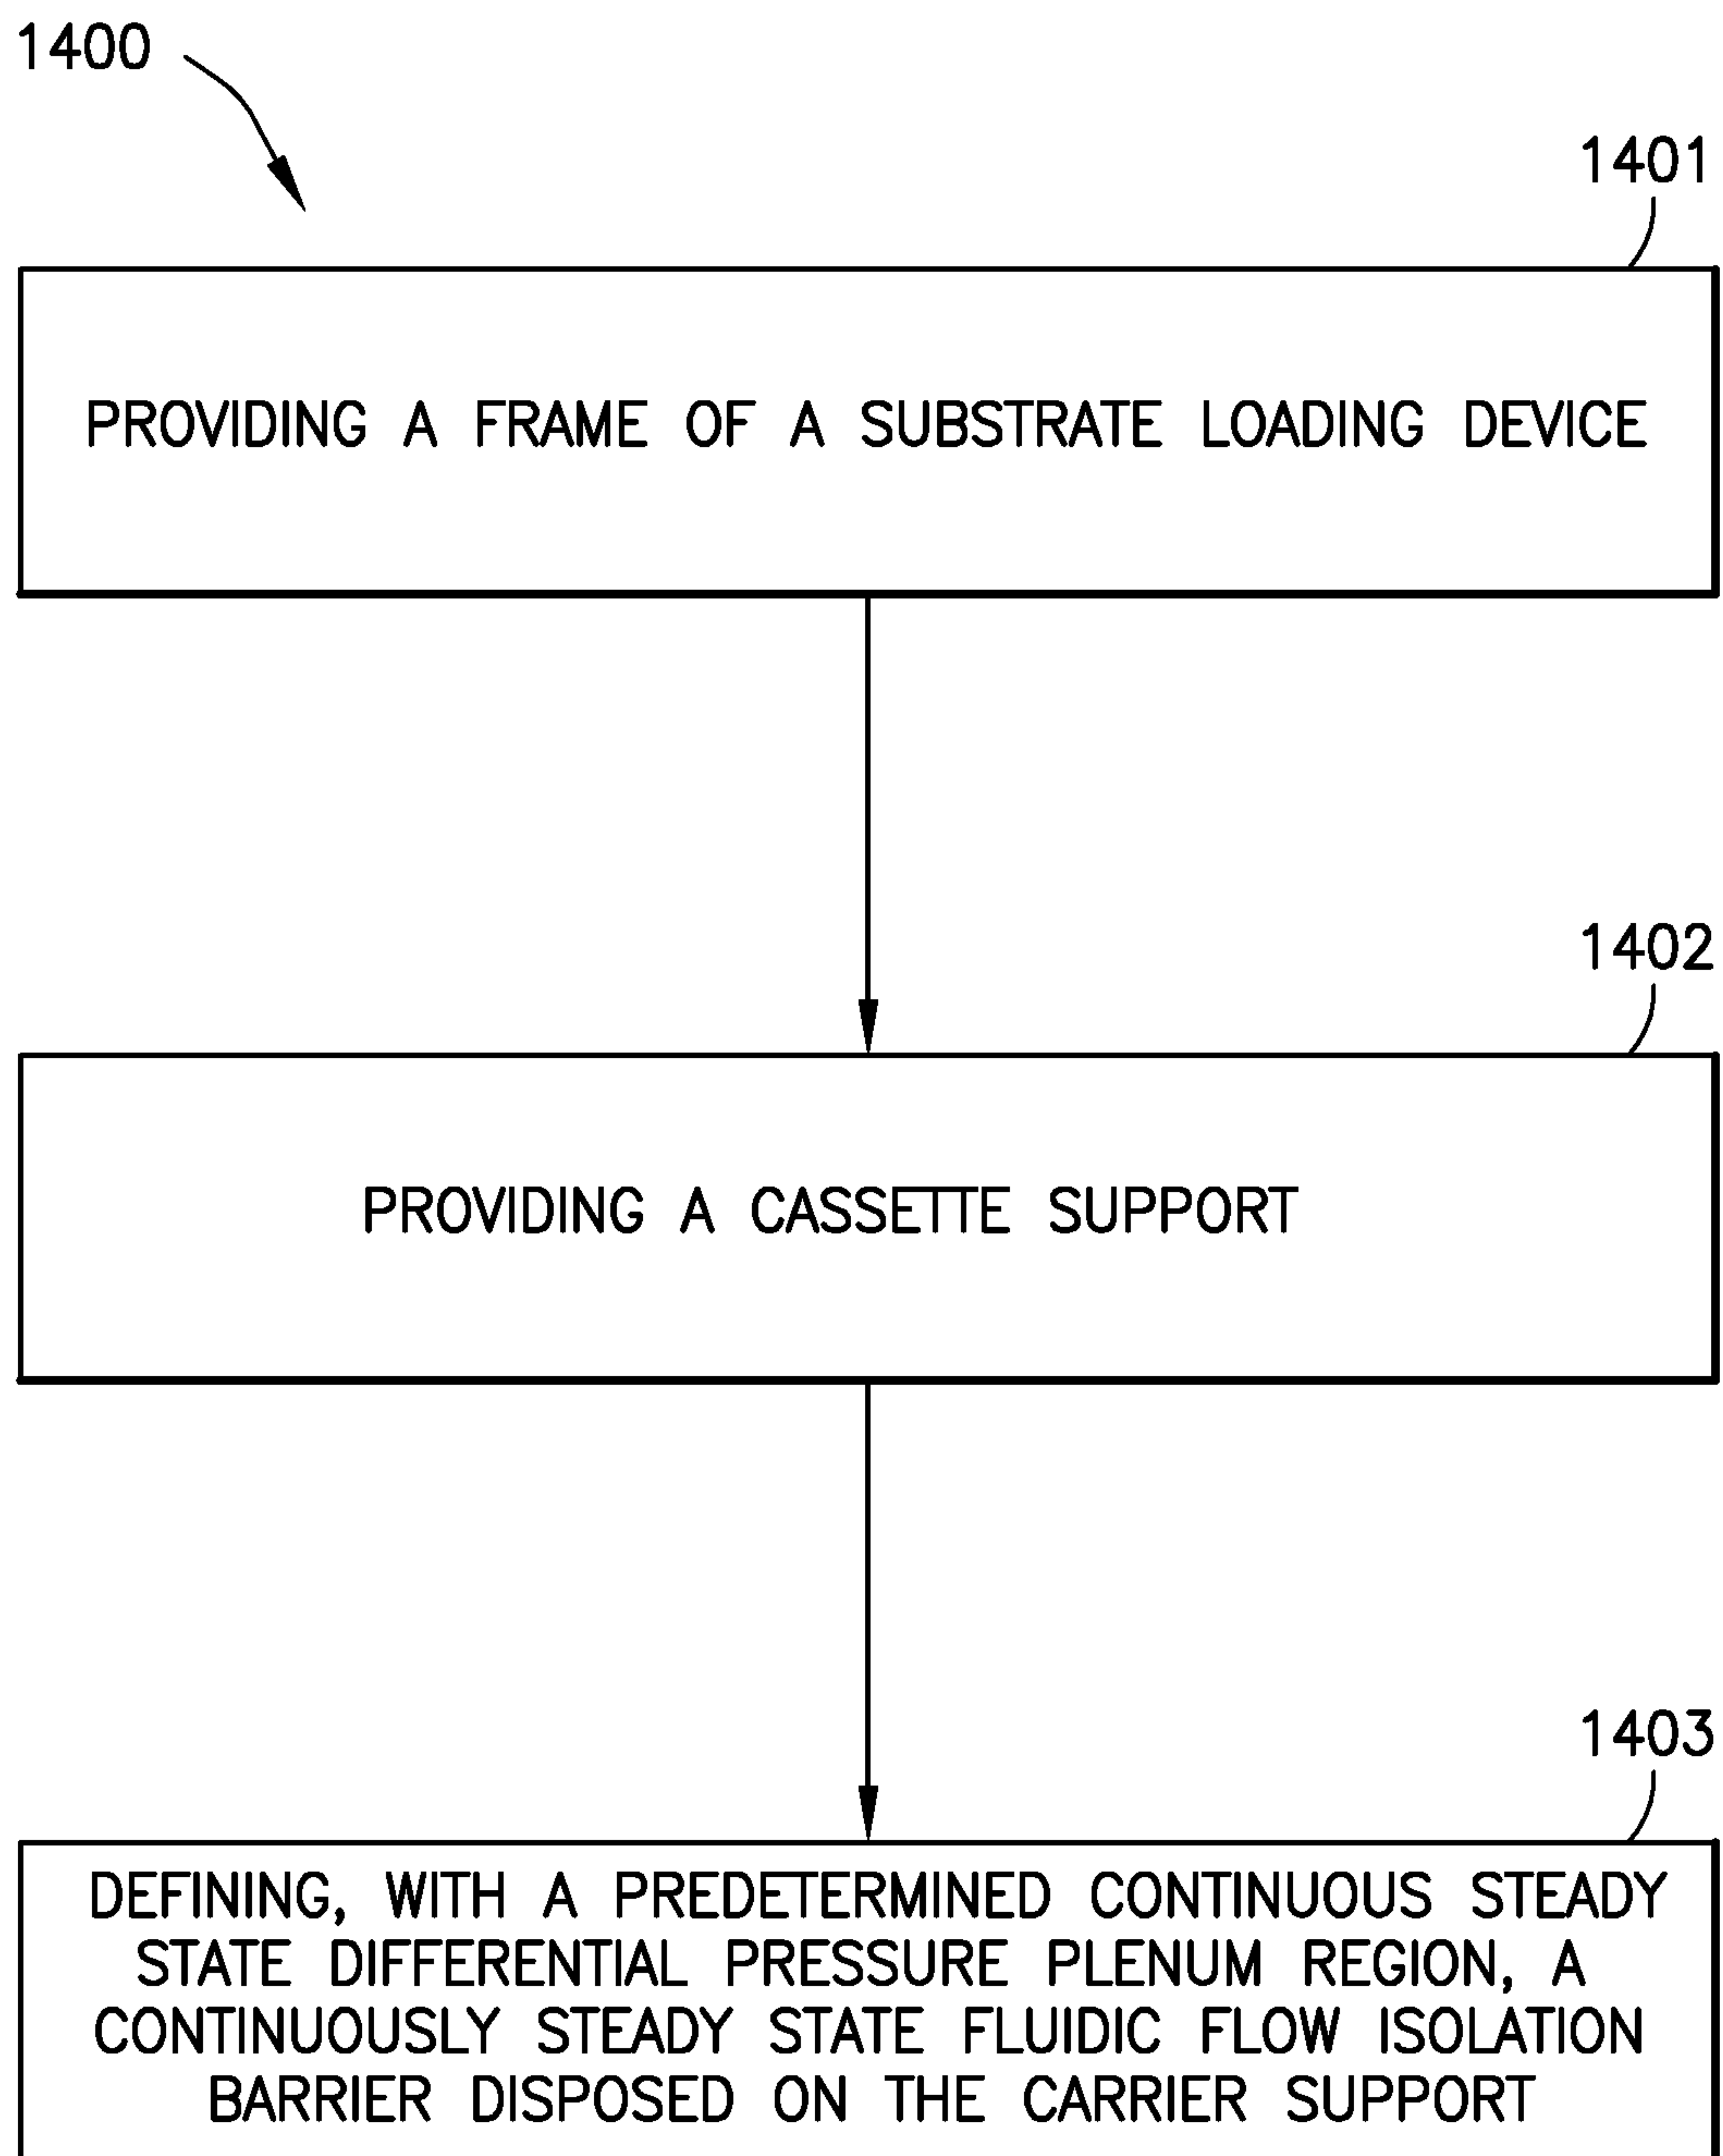 1400
1401
PROVIDING A FRAME OF A SUBSTRATE LOADING DEVICE
1402
PROVIDING A CASSETTE SUPPORT
1403
DEFINING, WITH A PREDETERMINED CONTINUOUS STEADY
STATE DIFFERENTIAL PRESSURE PLENUM REGION, A
CONTINUOUSLY STEADY STATE FLUIDIC FLOW ISOLATION
BARRIER DISPOSED ON THE CARRIER SUPPORT